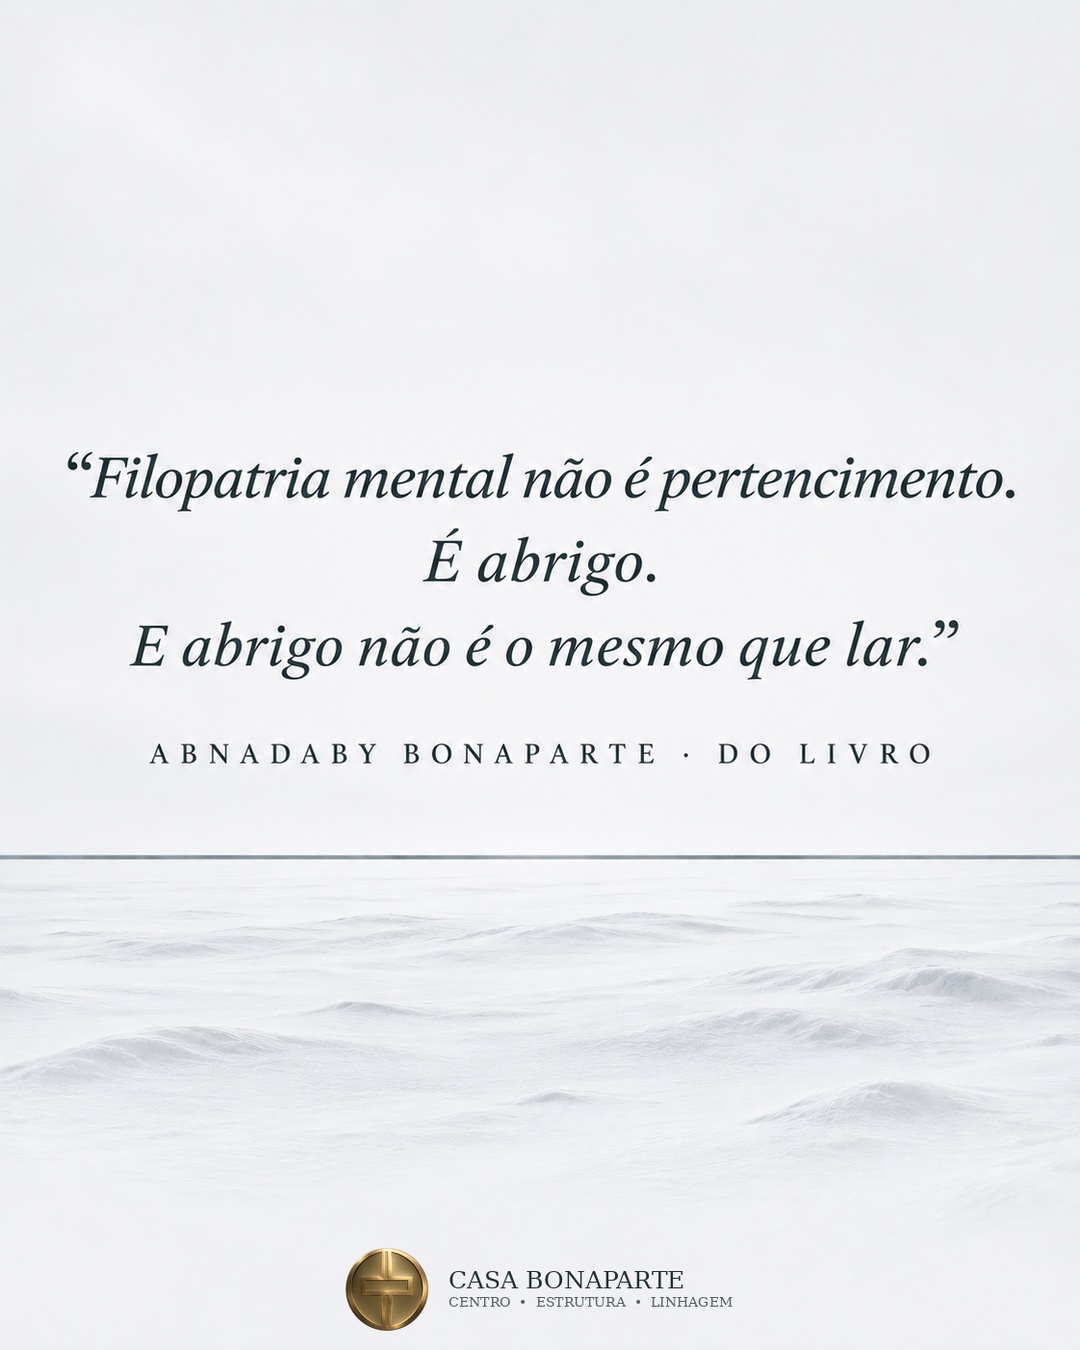 “Filopatria mental não é pertencimento.
É abrigo.
E abrigo não é o mesmo que lar.”
ABNADABY BONAPARTE · DO LIVRO
CASA BONAPARTE
CENTRO • ESTRUTURA • LINHAGEM